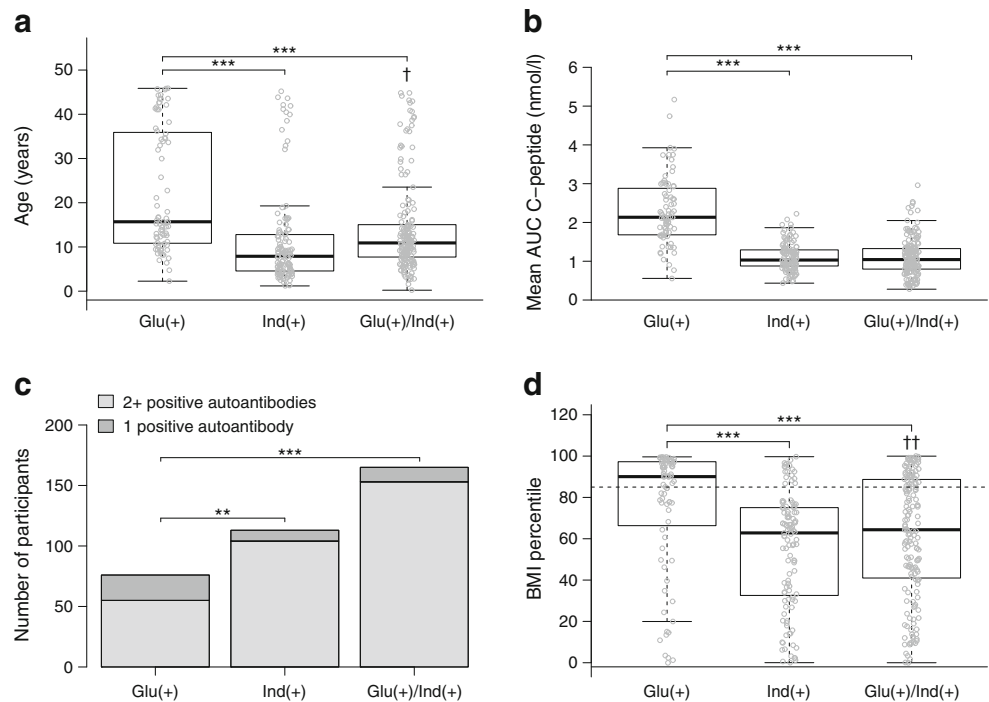 a
Age (years)
50
40
30
20
10
0
***
***
†
Glu(+)
Ind(+)
Glu(+)/Ind(+)
b
Mean AUC C–peptide (nmol/l)
6
5
4
3
2
1
0
***
***
Glu(+)
Ind(+)
Glu(+)/Ind(+)
c
2+ positive autoantibodies
1 positive autoantibody
Number of participants
200
150
100
50
0
***
**
Glu(+)
Ind(+)
Glu(+)/Ind(+)
d
BMI percentile
120
100
80
60
40
20
0
***
***
††
Glu(+)
Ind(+)
Glu(+)/Ind(+)